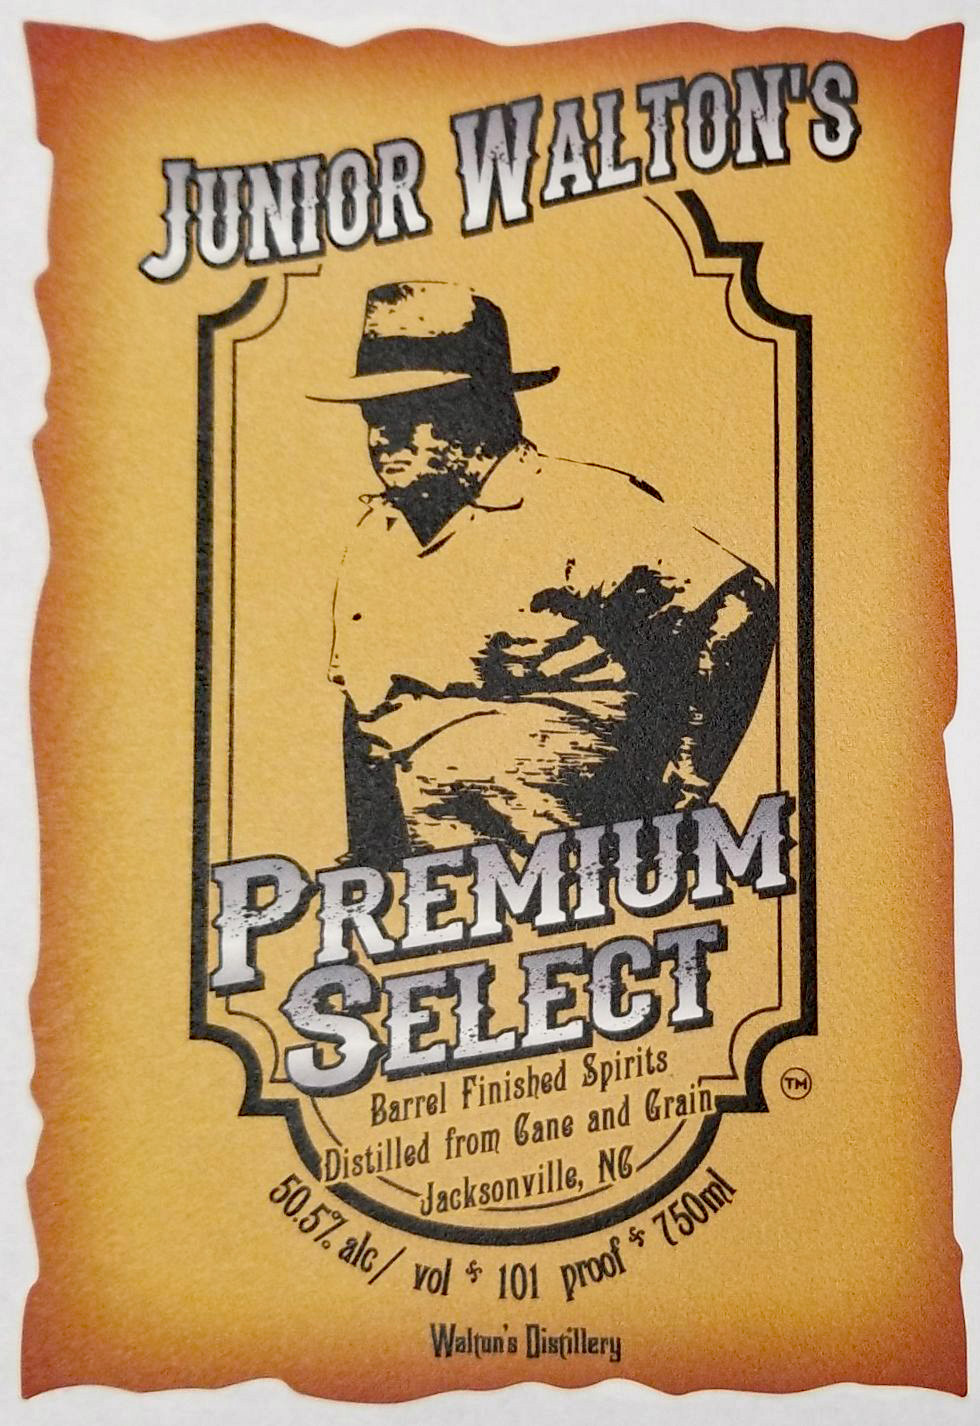 JUNIOR WALTON'S
PREMIUM
SELECT
Barrel Finished Spirits
Distilled from Cane and Grain
Jacksonville, NC
TM
50.5% alc/ vol $ 101 proof $ 750ml
Walton's Distillery